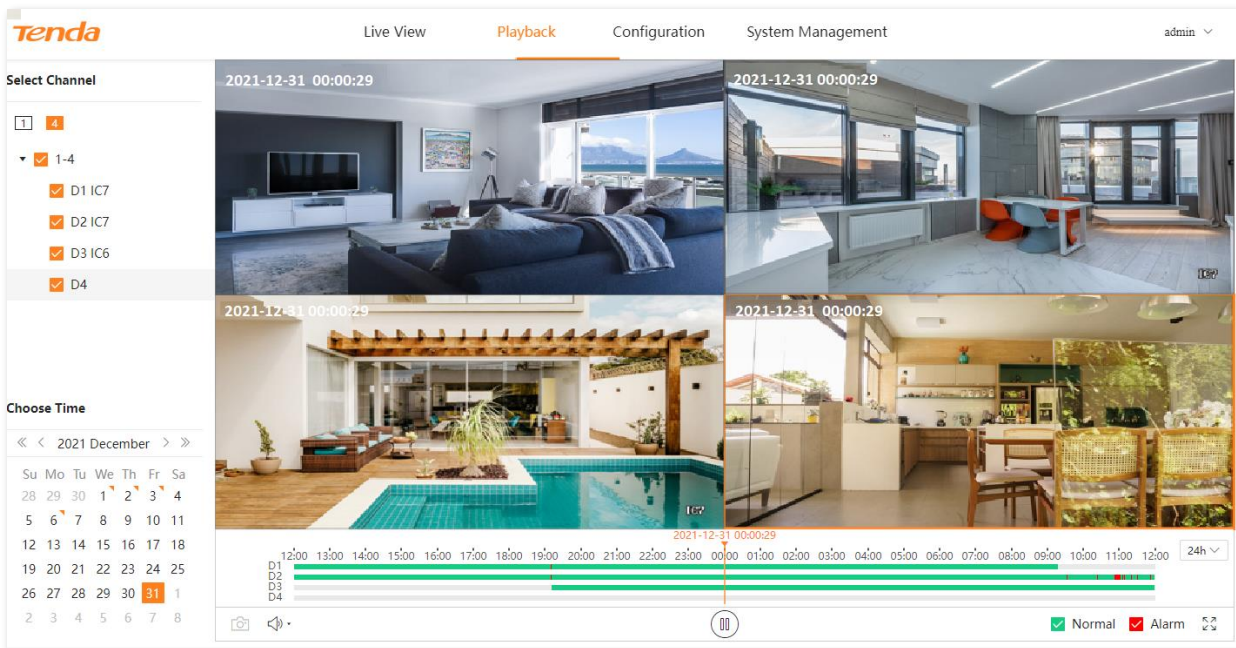 Tenda
Live View Playback Configuration System Management admin
Select Channel
1 4
1-4
D1 IC7
D2 IC7
D3 IC6
D4
2021-12-31 00:00:29
2021-12-31 00:00:29
IC7
2021-12-31 00:00:29
IC7
2021-12-31 00:00:29
Choose Time
« < 2021 December > »
Su Mo Tu We Th Fr Sa
28 29 30 1 2 3 4
5 6 7 8 9 10 11
12 13 14 15 16 17 18
19 20 21 22 23 24 25
26 27 28 29 30 31 1
2 3 4 5 6 7 8
2021-12-31 00:00:29
12:00 13:00 14:00 15:00 16:00 17:00 18:00 19:00 20:00 21:00 22:00 23:00 00:00 01:00 02:00 03:00 04:00 05:00 06:00 07:00 08:00 09:00 10:00 11:00 12:00 24h
D1
D2
D3
D4
Normal Alarm